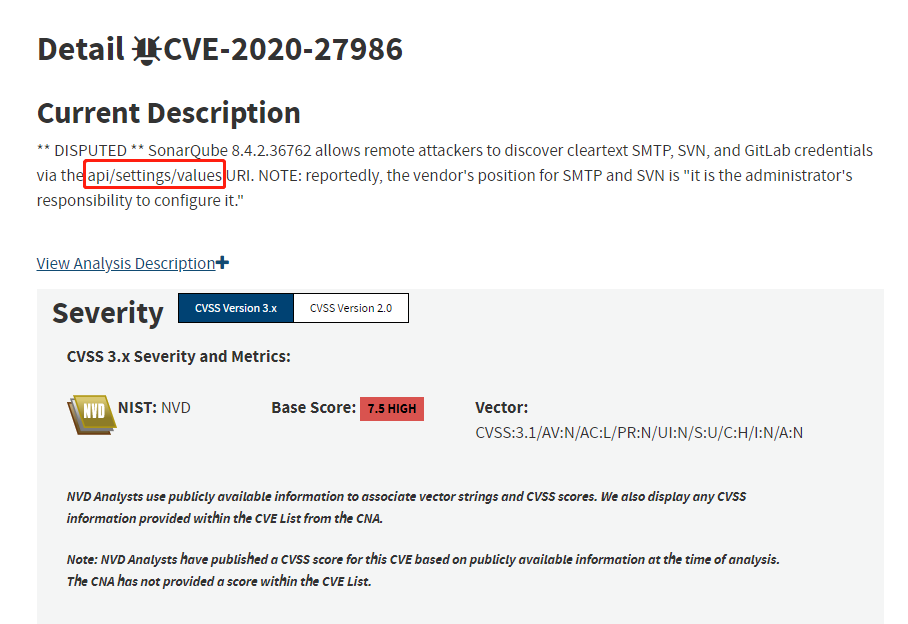 Detail CVE-2020-27986
Current Description
** DISPUTED ** SonarQube 8.4.2.36762 allows remote attackers to discover cleartext SMTP, SVN, and GitLab credentials
via the api/settings/values URI. NOTE: reportedly, the vendor's position for SMTP and SVN is "it is the administrator's
responsibility to configure it."
View Analysis Description+
Severity
CVSS Version 3.x
CVSS Version 2.0
CVSS 3.x Severity and Metrics:
NVD
NIST: NVD
Base Score: 7.5 HIGH
Vector:
CVSS:3.1/AV:N/AC:L/PR:N/UI:N/S:U/C:H/I:N/A:N
NVD Analysts use publicly available information to associate vector strings and CVSS scores. We also display any CVSS
information provided within the CVE List from the CNA.
Note: NVD Analysts have published a CVSS score for this CVE based on publicly available information at the time of analysis.
The CNA has not provided a score within the CVE List.